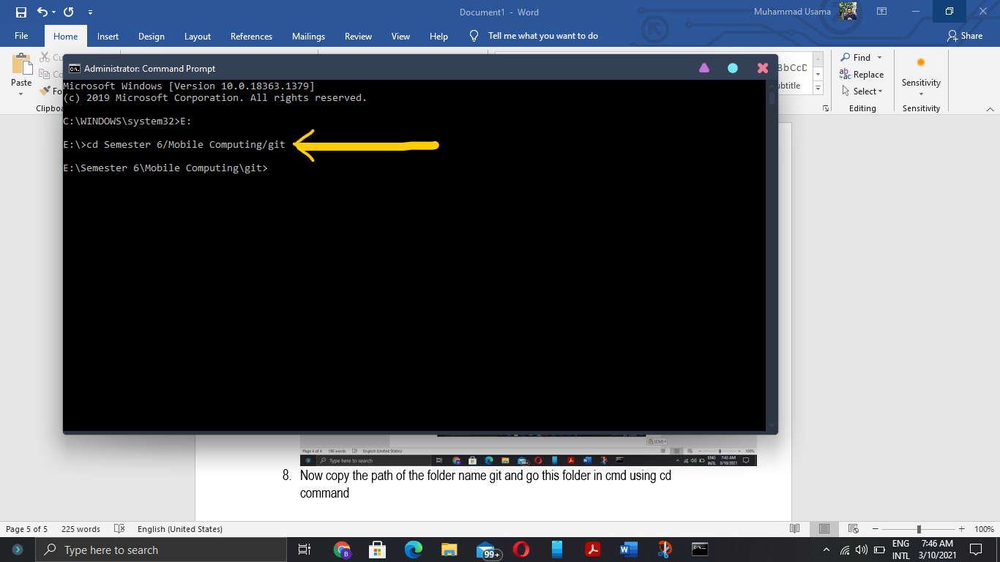 Document1 - Word
Muhammad Usama
File Home Insert Design Layout References Mailings Review View Help Tell me what you want to do Share
Paste
Clipbo
Find
Replace
Select
Editing
Sensitivity
Sensitivity
BbCcD
ubtitle
Administrator: Command Prompt
Microsoft Windows [Version 10.0.18363.1379]
(c) 2019 Microsoft Corporation. All rights reserved.
C:\WINDOWS\system32>E:
E:\>cd Semester 6/Mobile Computing/git
E:\Semester 6\Mobile Computing\git>
(Ctrl)
Page 4 of 4 196 words English (United States) 100%
Type here to search ENG 7:43 AM
INTL 3/10/2021
8. Now copy the path of the folder name git and go this folder in cmd using cd
command
Page 5 of 5 225 words English (United States) 100%
Type here to search 99+ ENG 7:46 AM
INTL 3/10/2021